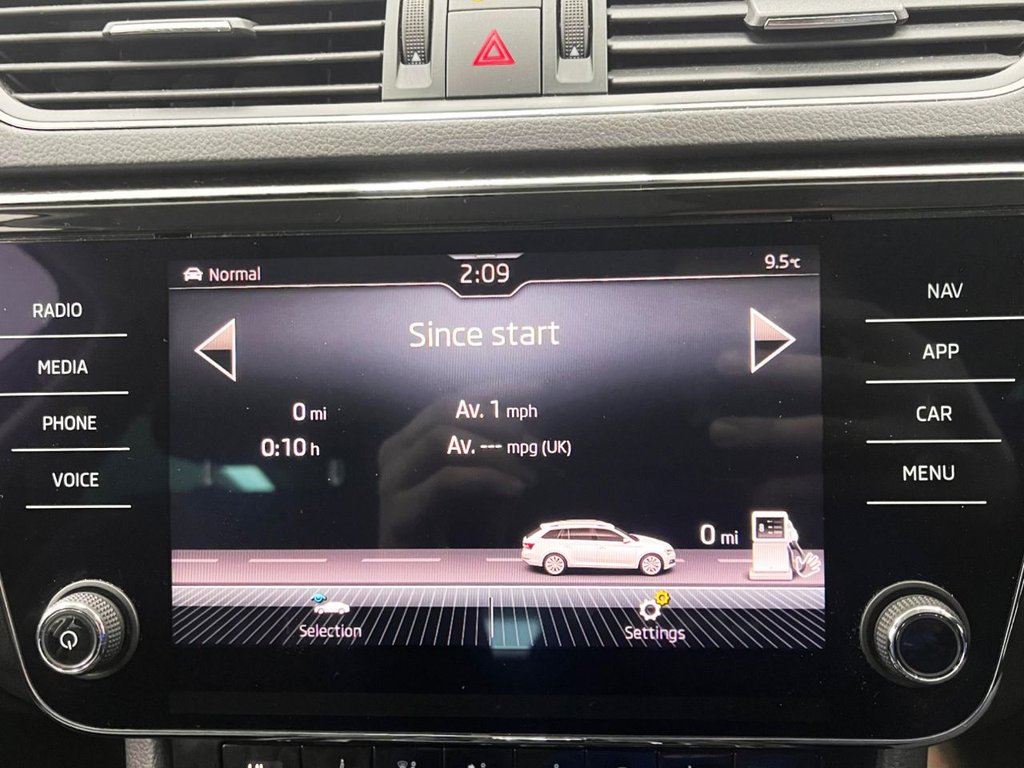 Normal 2:09 9.5°C
Since start
0 mi Av. 1 mph
0:10 h Av. --- mpg (UK)
0 mi
Selection Settings
RADIO
MEDIA
PHONE
VOICE
NAV
APP
CAR
MENU